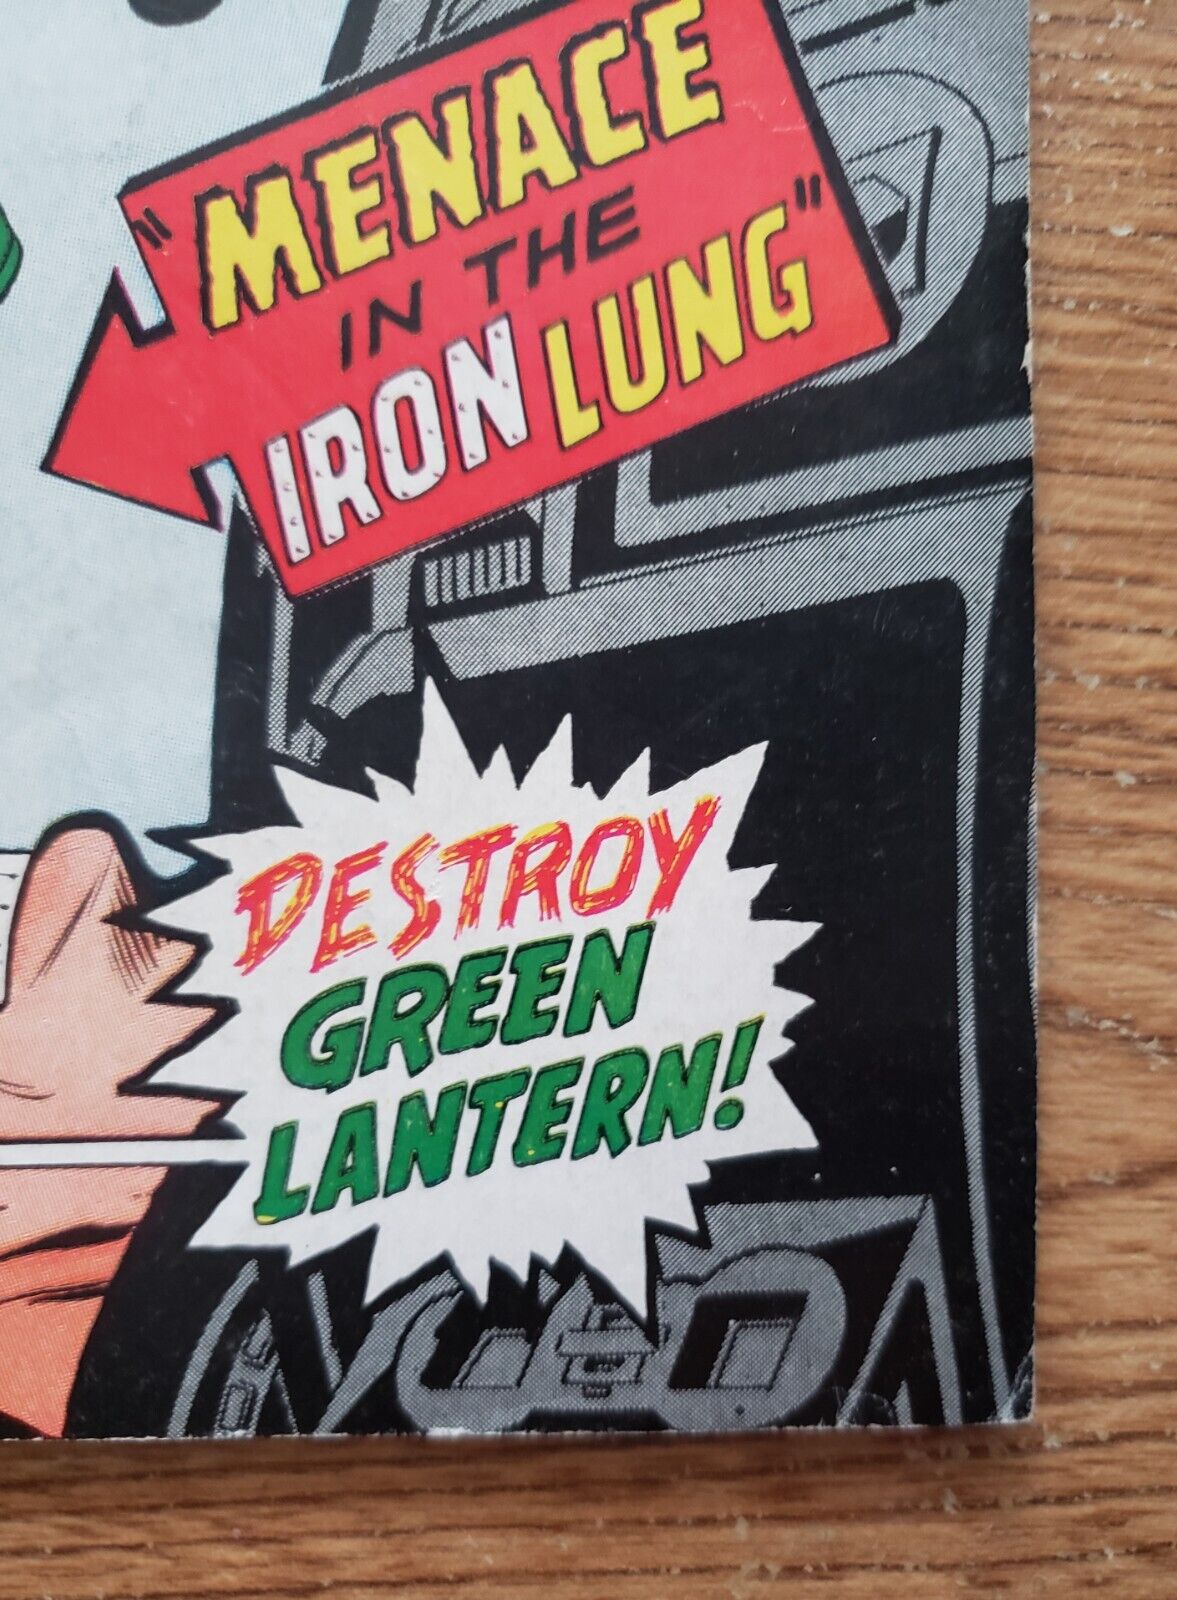 "MENACE
IN THE
IRON LUNG"
DESTROY
GREEN
LANTERN!